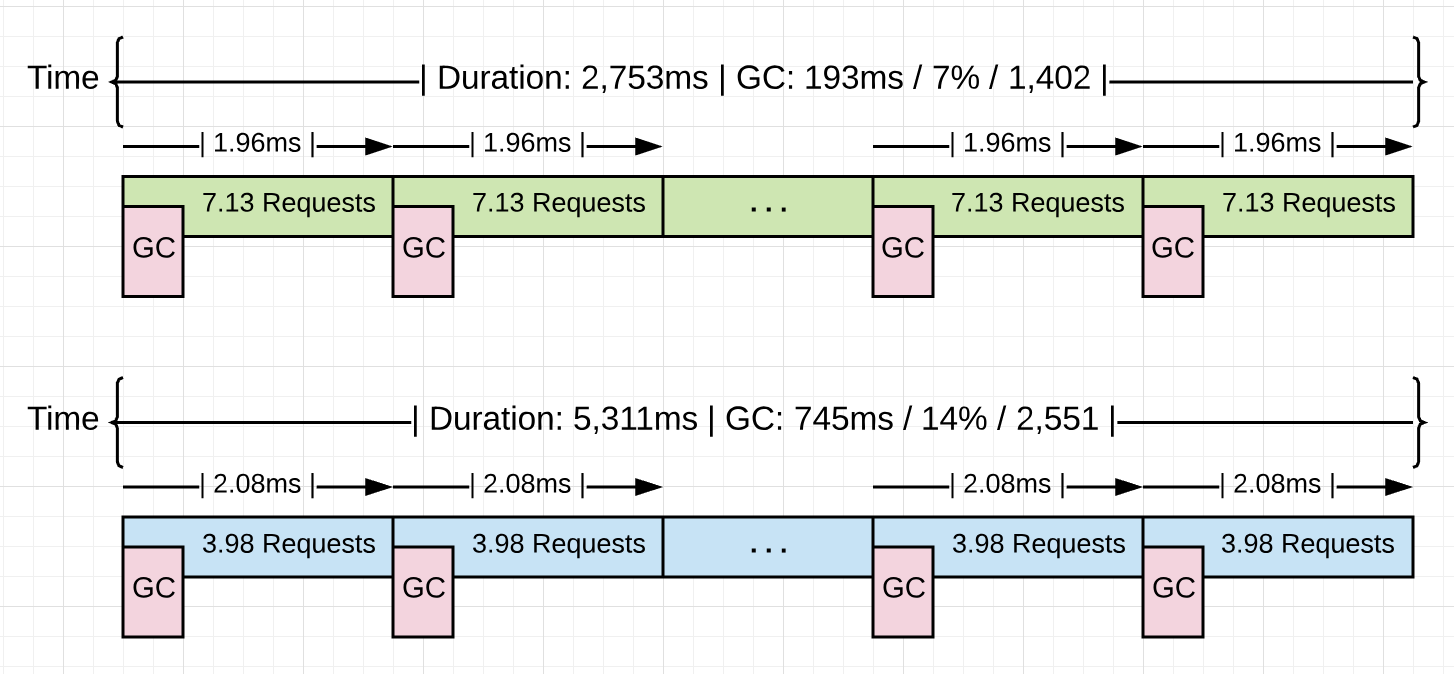 Time | Duration: 2,753ms | GC: 193ms / 7% / 1,402 |
| 1.96ms | | 1.96ms | | 1.96ms | | 1.96ms |
7.13 Requests 7.13 Requests . . . 7.13 Requests 7.13 Requests
GC GC GC GC
Time | Duration: 5,311ms | GC: 745ms / 14% / 2,551 |
| 2.08ms | | 2.08ms | | 2.08ms | | 2.08ms |
3.98 Requests 3.98 Requests . . . 3.98 Requests 3.98 Requests
GC GC GC GC